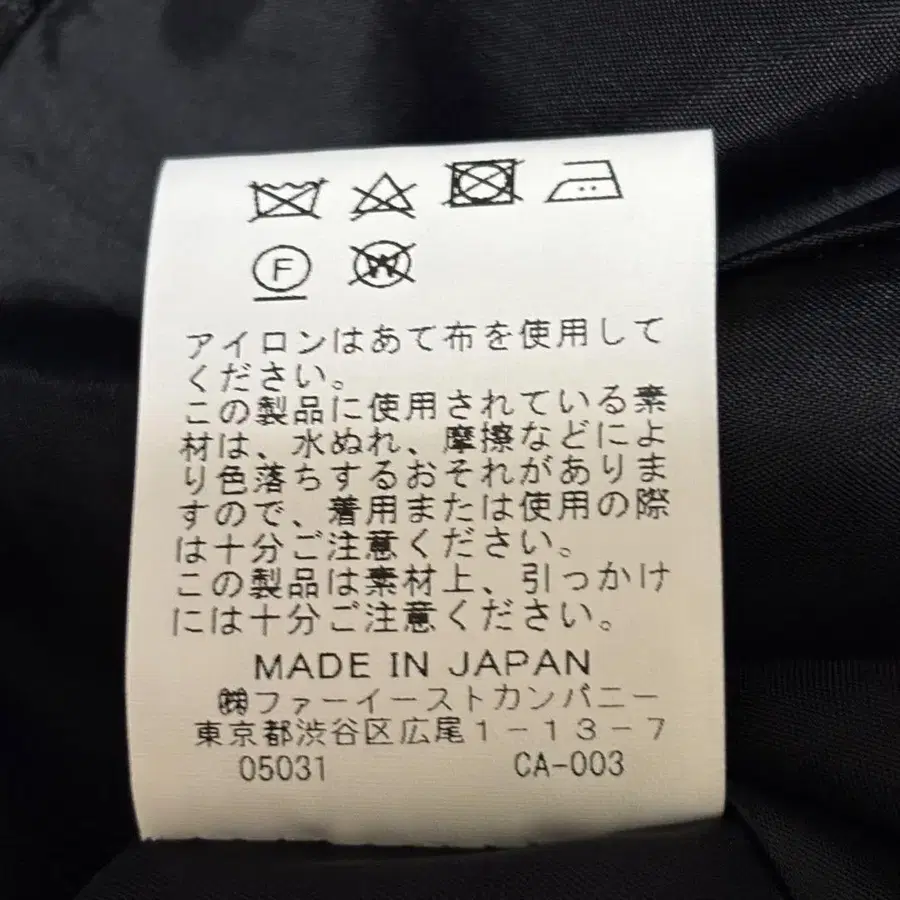 F W
アイロンはあて布を使用して
ください。
この製品に使用されている素
材は、水ぬれ、摩擦などによ
り色落ちするおそれがありま
すので、着用または使用の際
は十分ご注意ください。
この製品は素材上、引っかけ
には十分ご注意ください。
MADE IN JAPAN
㈱ファーイーストカンパニー
東京都渋谷区広尾1-13-7
05031 CA-003